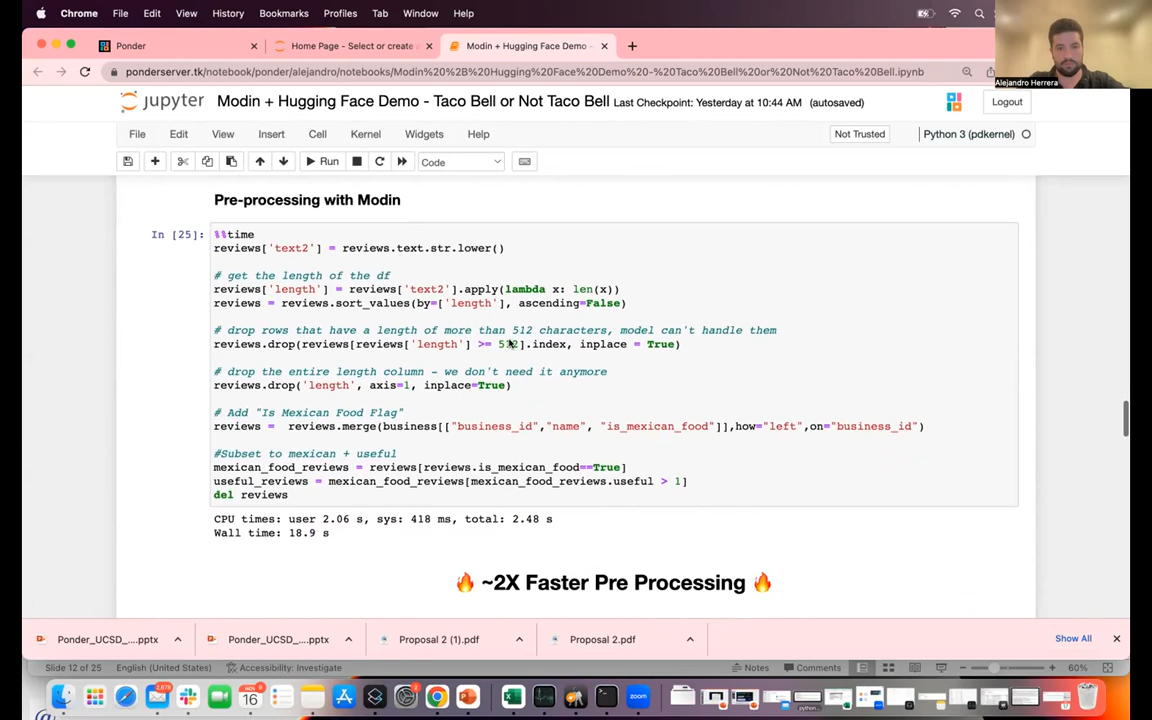 Chrome File Edit View History Bookmarks Profiles Tab Window Help
Ponder
Home Page - Select or create
Modin + Hugging Face Demo -
ponderserver.tk/notebook/ponder/alejandro/notebooks/Modin%20%2B%20Hugging%20Face%20Demo%20-%20Taco%20Bell%20or%20Not%20Taco%20Bell.ipynb
Alejandro Herrera
jupyter Modin + Hugging Face Demo - Taco Bell or Not Taco Bell Last Checkpoint: Yesterday at 10:44 AM (autosaved)
Logout
File Edit View Insert Cell Kernel Widgets Help
Not Trusted
Python 3 (pdkernel)
Run
Code
Pre-processing with Modin
In [25]:
%%time
reviews['text2'] = reviews.text.str.lower()
# get the length of the df
reviews['length'] = reviews['text2'].apply(lambda x: len(x))
reviews = reviews.sort_values(by=['length'], ascending=False)
# drop rows that have a length of more than 512 characters, model can't handle them
reviews.drop(reviews[reviews['length'] >= 512].index, inplace = True)
# drop the entire length column - we don't need it anymore
reviews.drop('length', axis=1, inplace=True)
# Add "Is Mexican Food Flag"
reviews = reviews.merge(business[["business_id","name", "is_mexican_food"]],how="left",on="business_id")
#Subset to mexican + useful
mexican_food_reviews = reviews[reviews.is_mexican_food==True]
useful_reviews = mexican_food_reviews[mexican_food_reviews.useful > 1]
del reviews
CPU times: user 2.06 s, sys: 418 ms, total: 2.48 s
Wall time: 18.9 s
🔥 ~2X Faster Pre Processing 🔥
Ponder_UCSD_....pptx
Ponder_UCSD_....pptx
Proposal 2 (1).pdf
Proposal 2.pdf
Show All
Slide 12 of 25
English (United States)
Accessibility: Investigate
Notes
Comments
60%
NOV
16
zoom